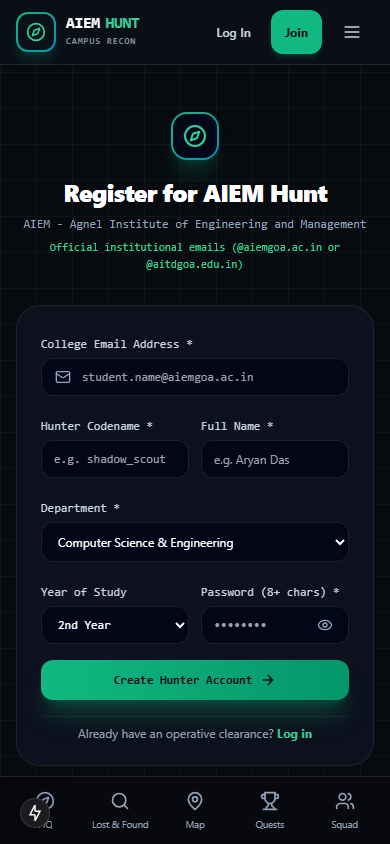 AIEM HUNT
CAMPUS RECON
Log In
Join
Register for AIEM Hunt
AIEM - Agnel Institute of Engineering and Management
Official institutional emails (@aiemgoa.ac.in or
@aitdgoa.edu.in)
College Email Address *
student.name@aiemgoa.ac.in
Hunter Codename *
Full Name *
e.g. shadow_scout
e.g. Aryan Das
Department *
Computer Science & Engineering
Year of Study
Password (8+ chars) *
2nd Year
••••••••
Create Hunter Account →
Already have an operative clearance? Log in
Lost & Found
Map
Quests
Squad